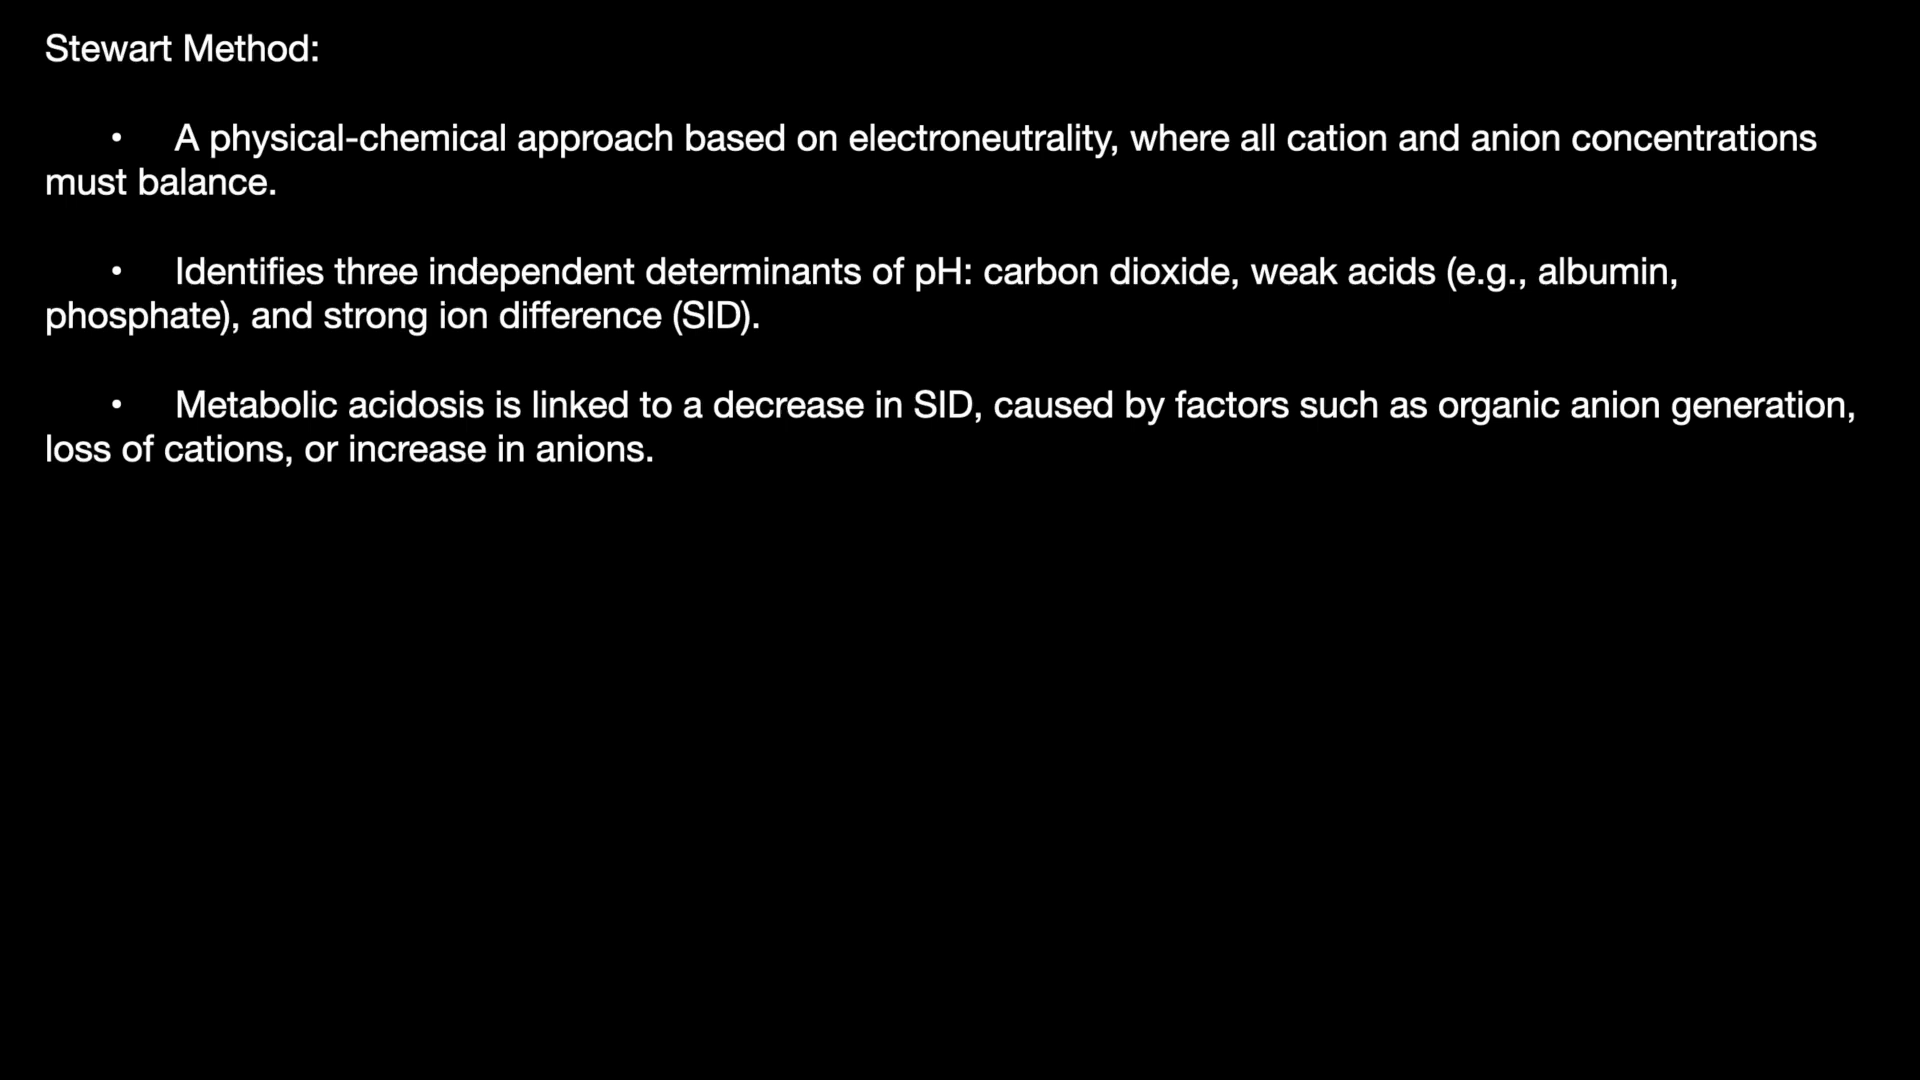 Stewart Method:
• A physical-chemical approach based on electroneutrality, where all cation and anion concentrations
must balance.
• Identifies three independent determinants of pH: carbon dioxide, weak acids (e.g., albumin,
phosphate), and strong ion difference (SID).
• Metabolic acidosis is linked to a decrease in SID, caused by factors such as organic anion generation,
loss of cations, or increase in anions.